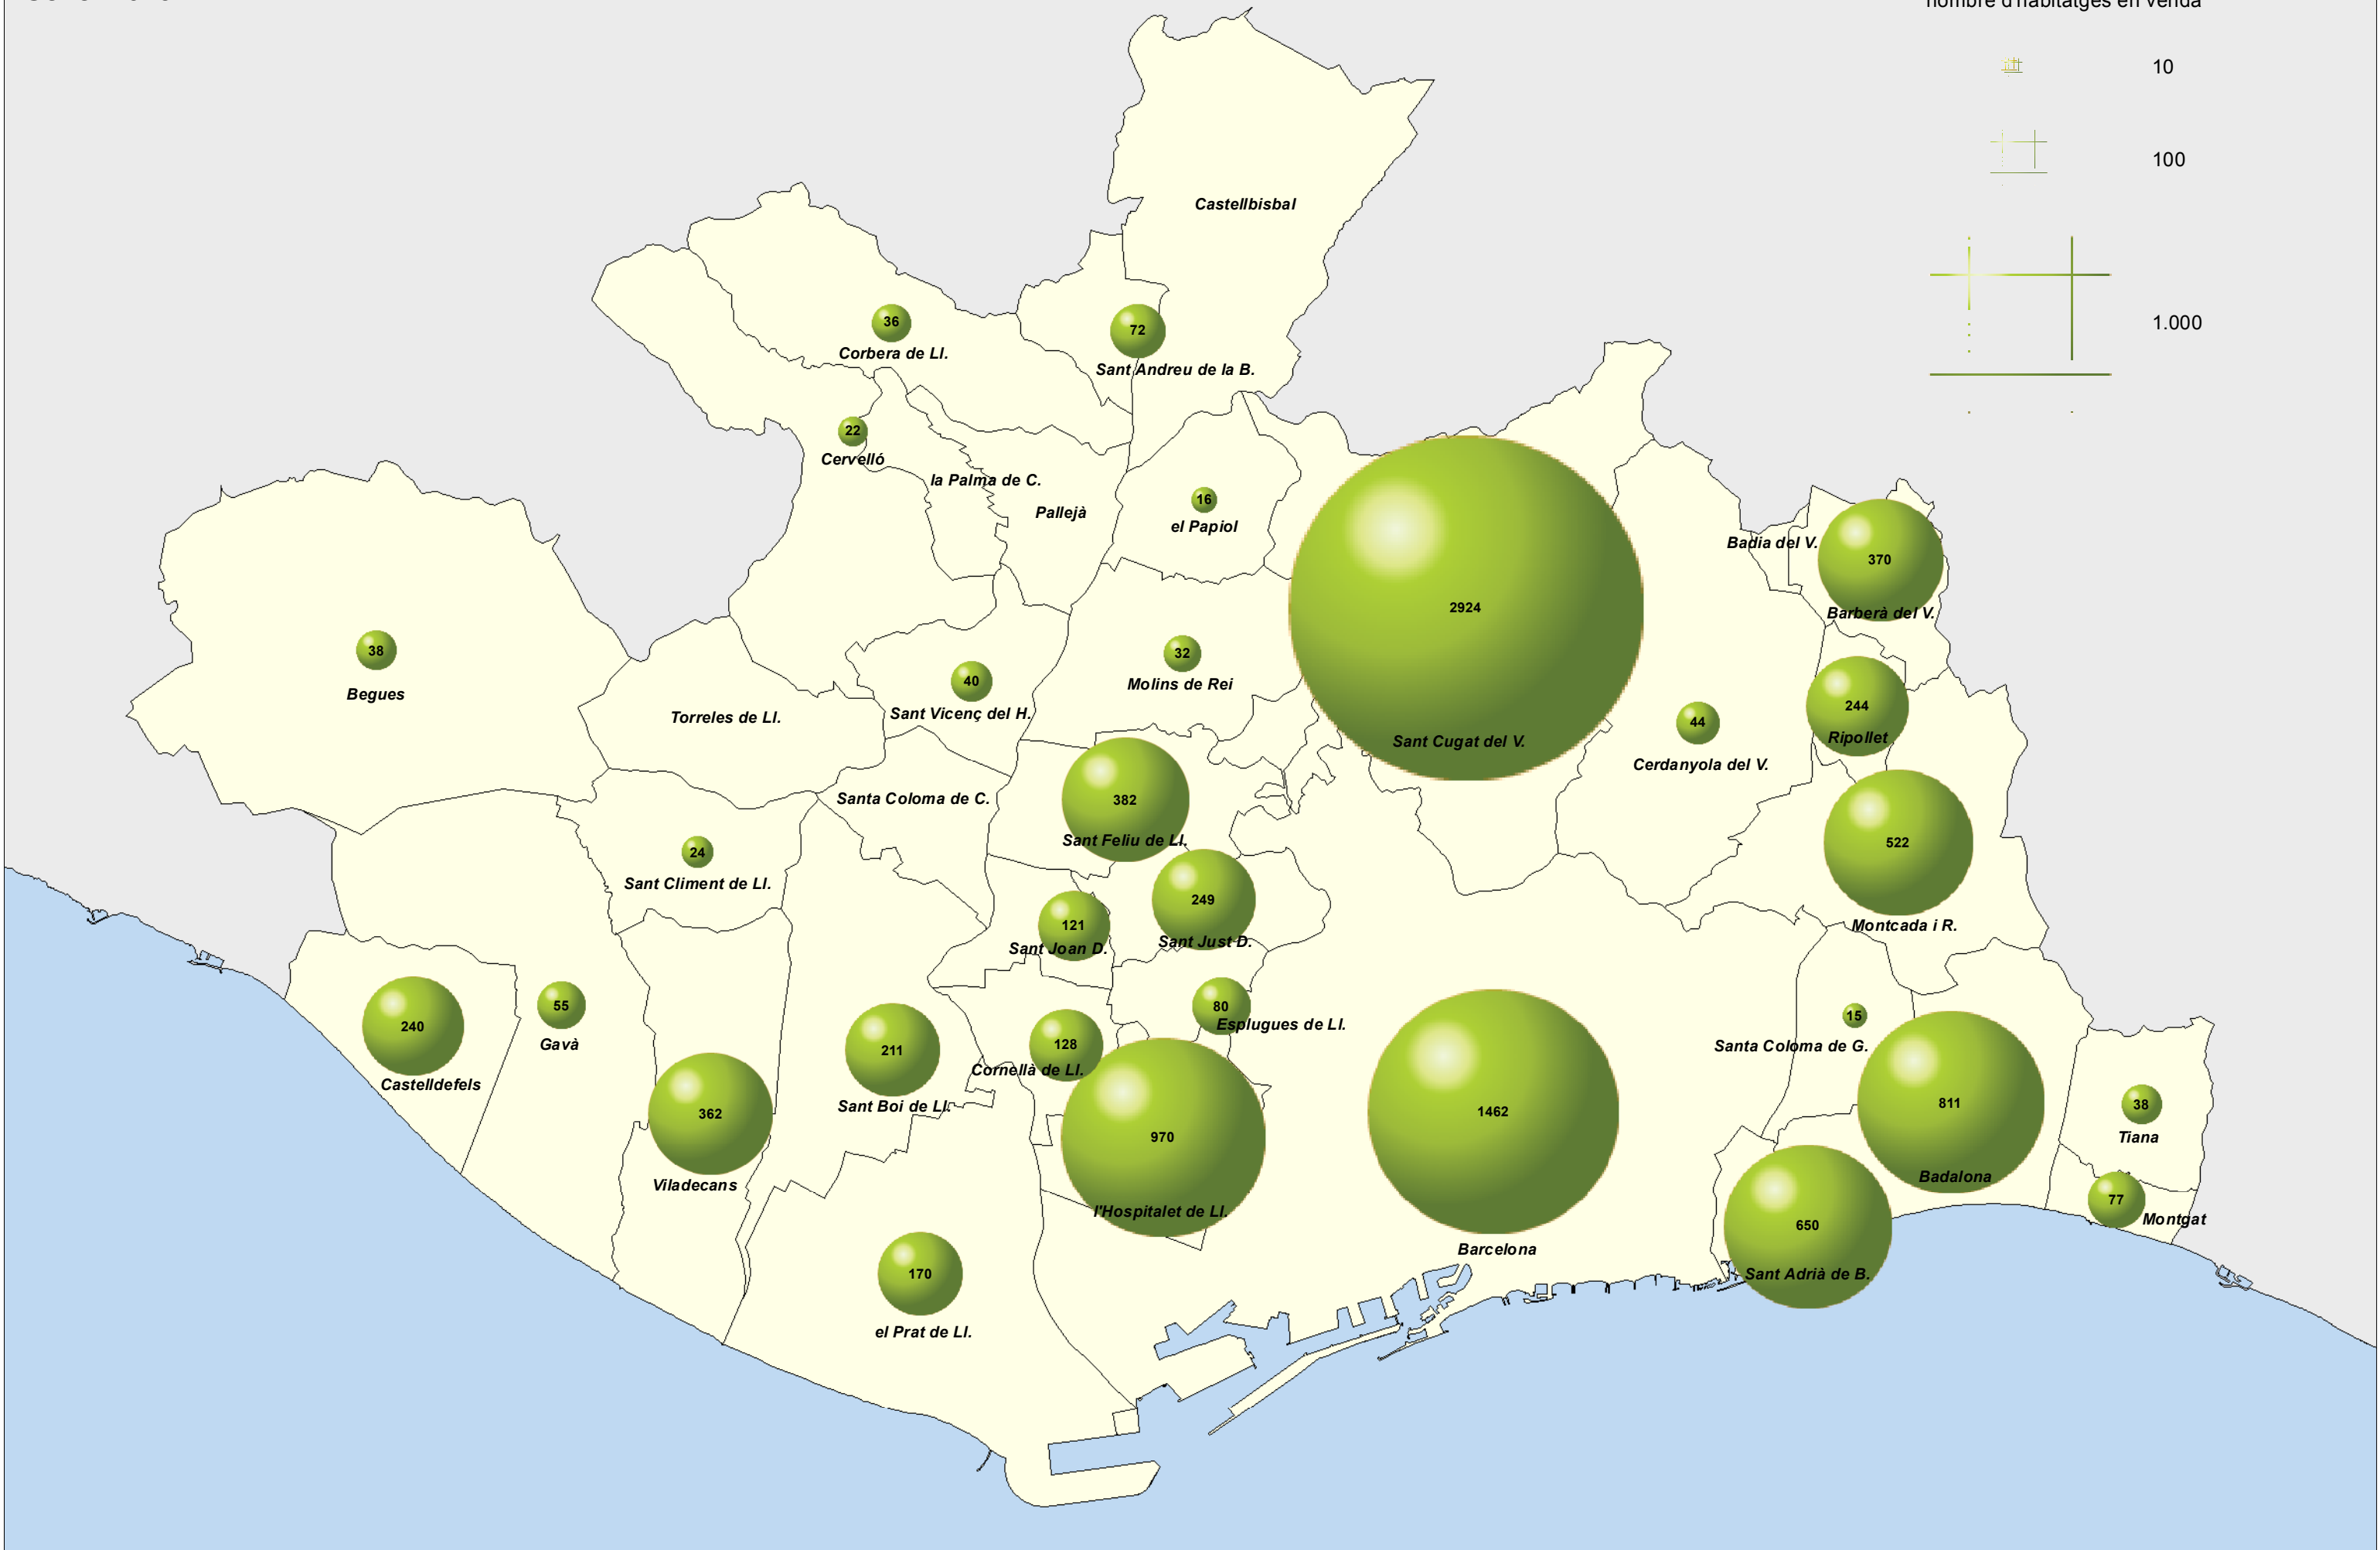 nombre d'habitatges en venda
10
100
1.000
Castellbisbal
36
Corbera de Ll.
72
Sant Andreu de la B.
22
Cervelló
la Palma de C.
Pallejà
16
el Papiol
2924
Sant Cugat del V.
Badia del V.
370
Barberà del V.
38
Begues
Torreles de Ll.
40
Sant Vicenç del H.
32
Molins de Rei
44
Cerdanyola del V.
244
Ripollet
Santa Coloma de C.
382
Sant Feliu de Ll.
522
Montcada i R.
24
Sant Climent de Ll.
121
Sant Joan D.
249
Sant Just D.
240
Castelldefels
55
Gavà
362
Viladecans
211
Sant Boi de Ll.
128
Cornellà de Ll.
80
Esplugues de Ll.
970
l'Hospitalet de Ll.
1462
Barcelona
15
Santa Coloma de G.
811
Badalona
38
Tiana
77
Montgat
650
Sant Adrià de B.
170
el Prat de Ll.